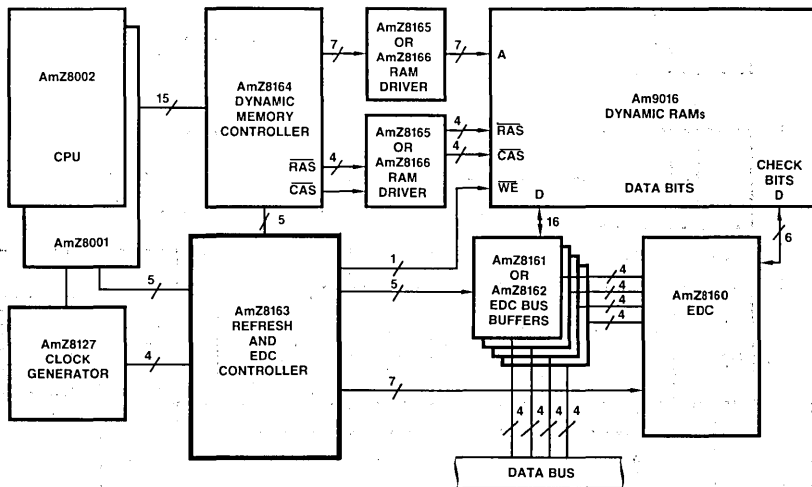 AmZ8002
CPU
AmZ8001
AmZ8127
CLOCK
GENERATOR
15
5
4
AmZ8164
DYNAMIC
MEMORY
CONTROLLER
RAS
CAS
5
AmZ8163
REFRESH
AND
EDC
CONTROLLER
7
4
AmZ8165
OR
AmZ8166
RAM
DRIVER
AmZ8165
OR
AmZ8166
RAM
DRIVER
7
4
4
1
5
7
A
RAS
CAS
WE
D
Am9016
DYNAMIC RAMs
DATA BITS
CHECK
BITS
D
16
6
AmZ8161
OR
AmZ8162
EDC BUS
BUFFERS
4
4
4
4
AmZ8160
EDC
4 4 4 4
DATA BUS